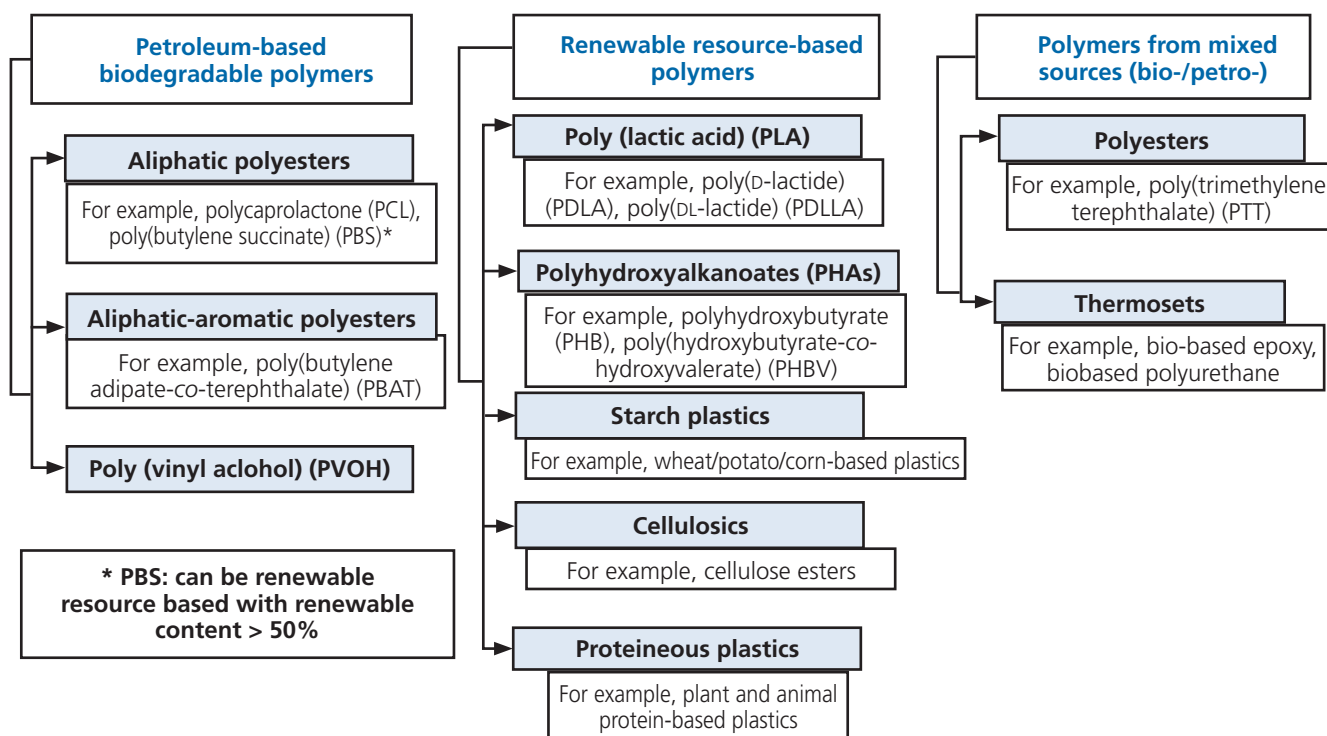 Petroleum-based
biodegradable polymers
Aliphatic polyesters
For example, polycaprolactone (PCL),
poly(butylene succinate) (PBS)*
Aliphatic-aromatic polyesters
For example, poly(butylene
adipate-co-terephthalate) (PBAT)
Poly (vinyl aclohol) (PVOH)
* PBS: can be renewable
resource based with renewable
content > 50%
Renewable resource-based
polymers
Poly (lactic acid) (PLA)
For example, poly(D-lactide)
(PDLA), poly(DL-lactide) (PDLLA)
Polyhydroxyalkanoates (PHAs)
For example, polyhydroxybutyrate
(PHB), poly(hydroxybutyrate-co-
hydroxyvalerate) (PHBV)
Starch plastics
For example, wheat/potato/corn-based plastics
Cellulosics
For example, cellulose esters
Proteineous plastics
For example, plant and animal
protein-based plastics
Polymers from mixed
sources (bio-/petro-)
Polyesters
For example, poly(trimethylene
terephthalate) (PTT)
Thermosets
For example, bio-based epoxy,
biobased polyurethane